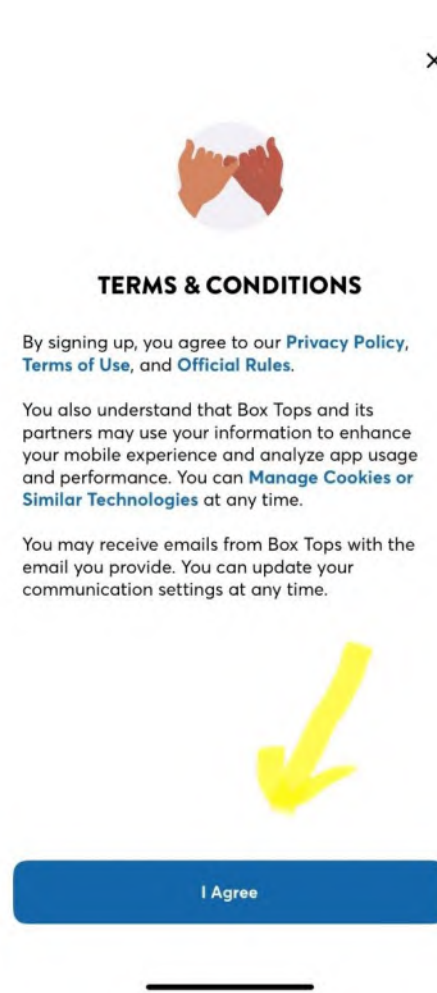 TERMS & CONDITIONS
By signing up, you agree to our Privacy Policy,
Terms of Use, and Official Rules.
You also understand that Box Tops and its
partners may use your information to enhance
your mobile experience and analyze app usage
and performance. You can Manage Cookies or
Similar Technologies at any time.
You may receive emails from Box Tops with the
email you provide. You can update your
communication settings at any time.
I Agree